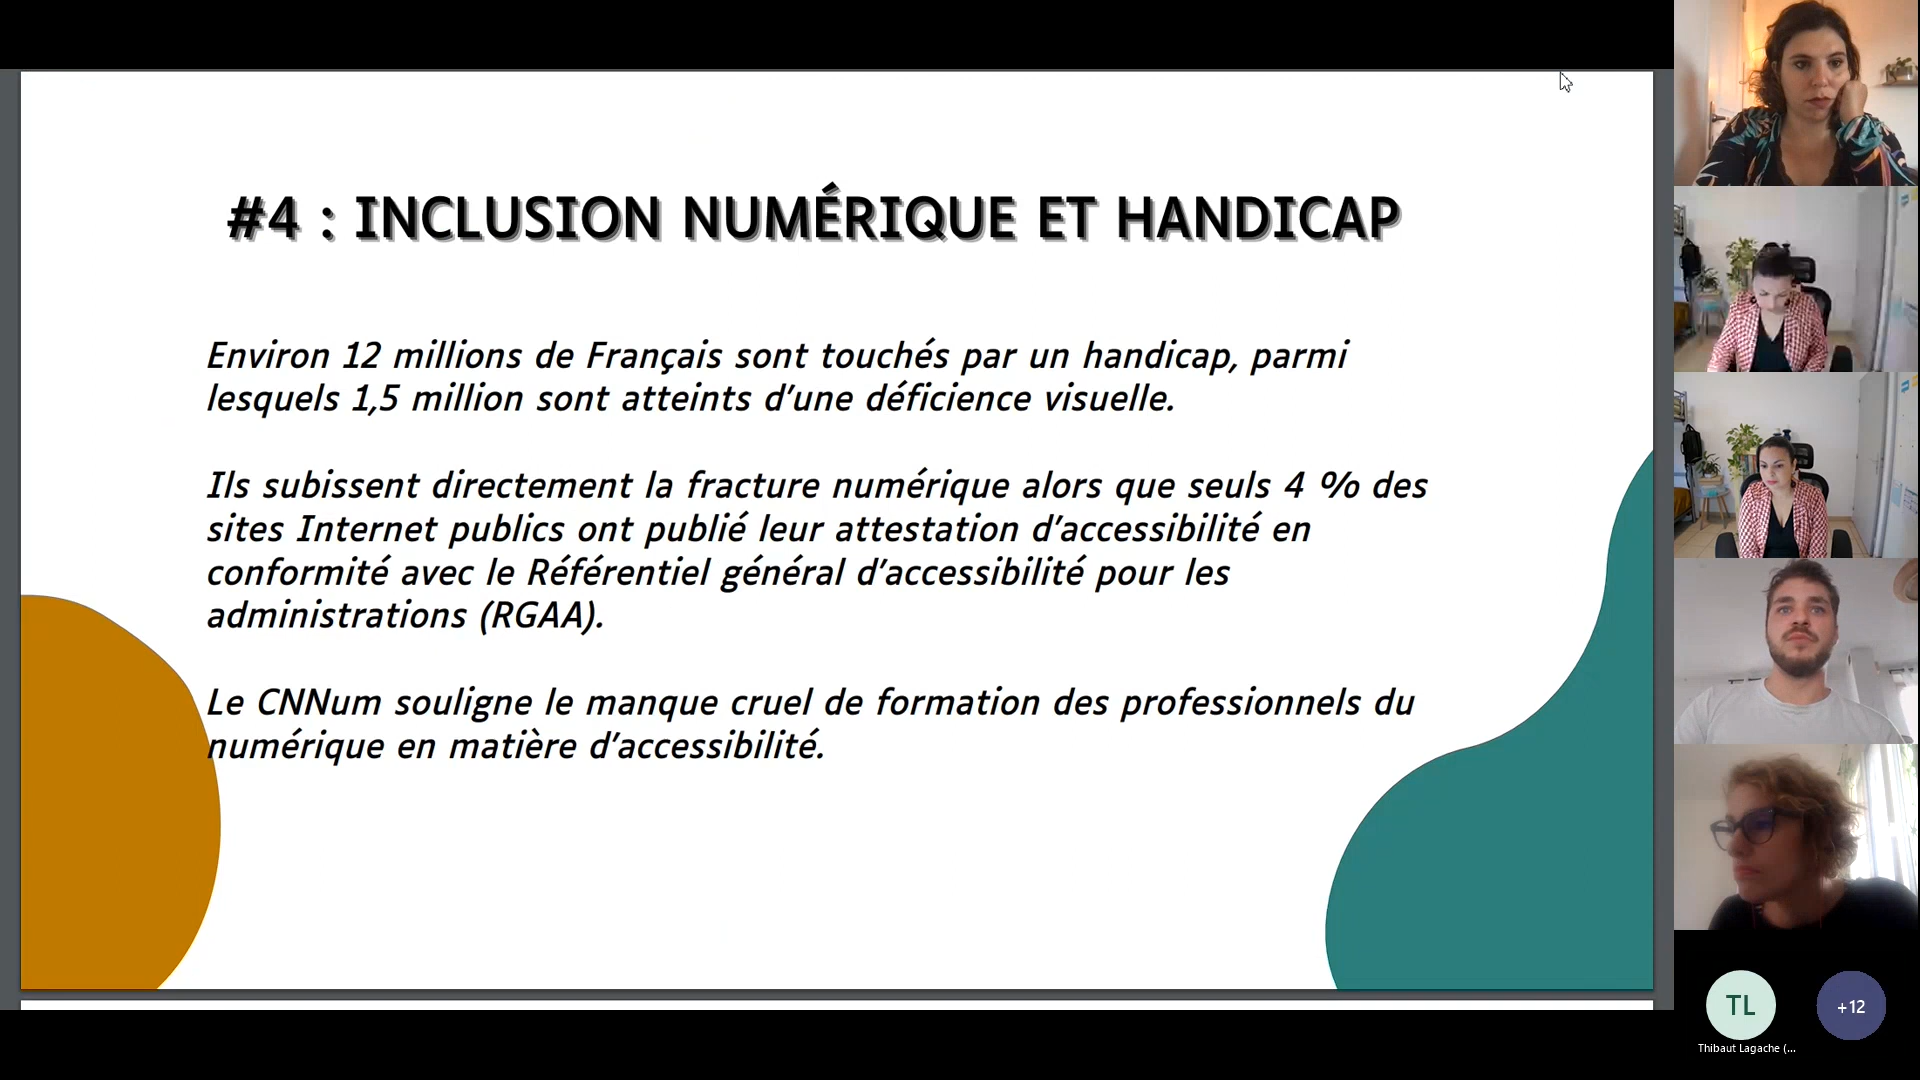 #4 : INCLUSION NUMÉRIQUE ET HANDICAP
Environ 12 millions de Français sont touchés par un handicap, parmi
lesquels 1,5 million sont atteints d’une déficience visuelle.
Ils subissent directement la fracture numérique alors que seuls 4 % des
sites Internet publics ont publié leur attestation d’accessibilité en
conformité avec le Référentiel général d’accessibilité pour les
administrations (RGAA).
Le CNNum souligne le manque cruel de formation des professionnels du
numérique en matière d’accessibilité.
TL
+12
Thibaut Lagache (...